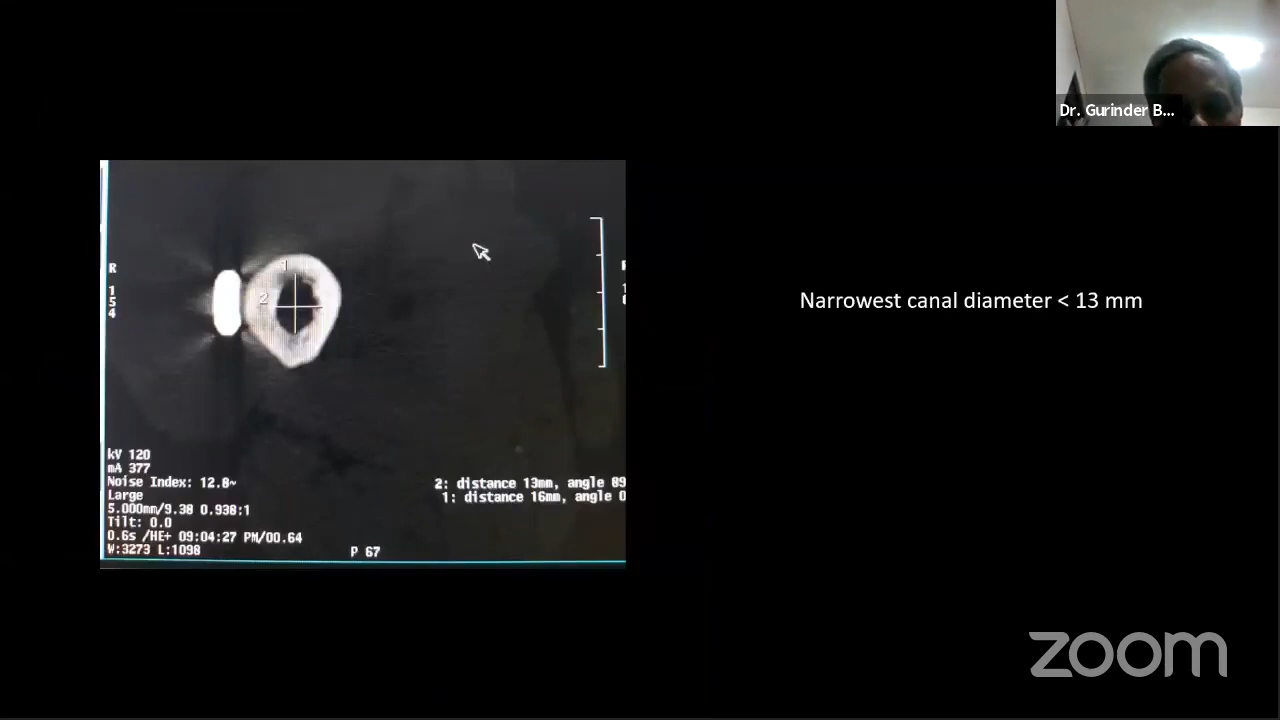 Dr. Gurinder B...
R
1
5
4
1
2
Narrowest canal diameter < 13 mm
kV 120
mA 377
Noise Index: 12.8~
Large
5.000mm/9.38 0.938:1
Tilt: 0.0
0.6s /HE+ 09:04:27 PM/00.64
W:3273 L:1098
2: distance 13mm, angle 89
1: distance 16mm, angle 0
P 67
zoom